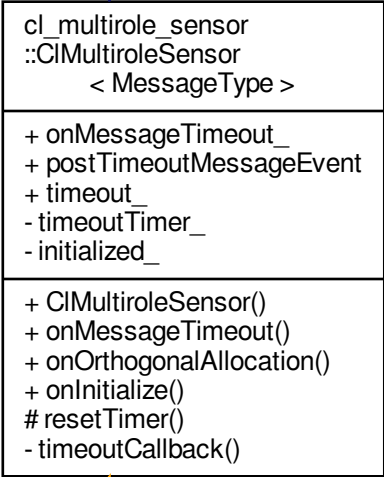 cl_multirole_sensor
::ClMultiroleSensor
< MessageType >
+ onMessageTimeout_
+ postTimeoutMessageEvent
+ timeout_
- timeoutTimer_
- initialized_
+ ClMultiroleSensor()
+ onMessageTimeout()
+ onOrthogonalAllocation()
+ onInitialize()
# resetTimer()
- timeoutCallback()